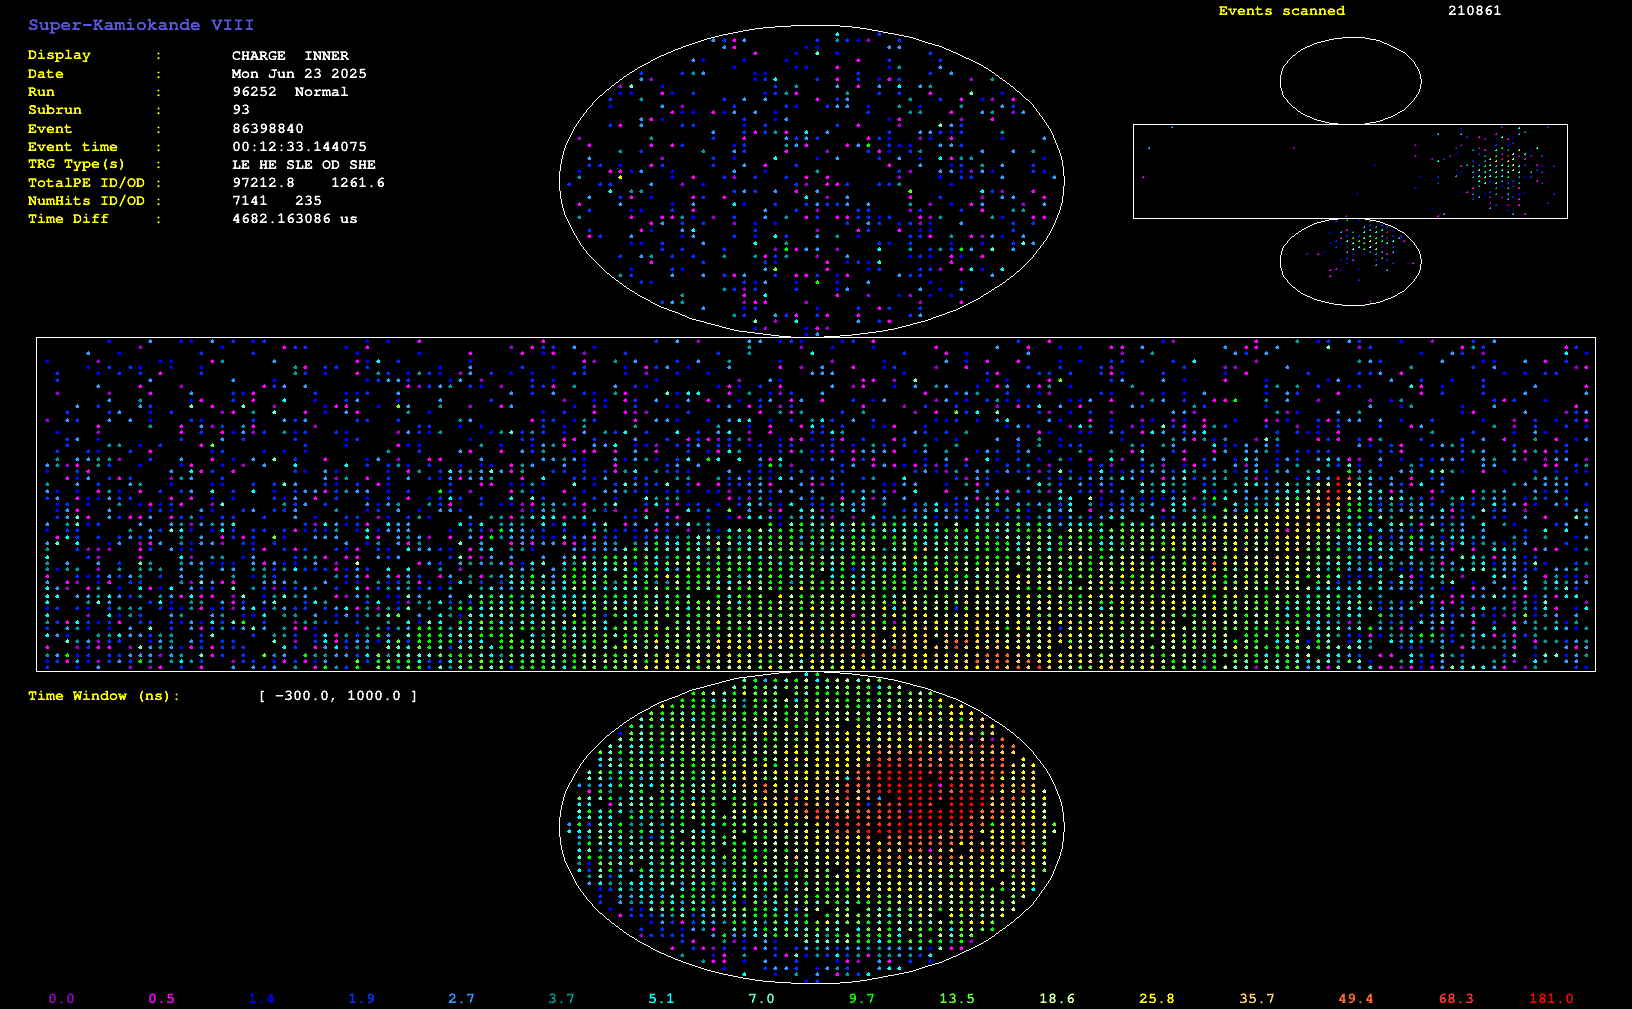 Super-Kamiokande VIII
Events scanned 210861
Display : CHARGE INNER
Date : Mon Jun 23 2025
Run : 96252 Normal
Subrun : 93
Event : 86398840
Event time : 00:12:33.144075
TRG Type(s) : LE HE SLE OD SHE
TotalPE ID/OD : 97212.8 1261.6
NumHits ID/OD : 7141 235
Time Diff : 4682.163086 us
Time Window (ns): [ -300.0, 1000.0 ]
0.0 0.5 1.4 1.9 2.7 3.7 5.1 7.0 9.7 13.5 18.6 25.8 35.7 49.4 68.3 181.0